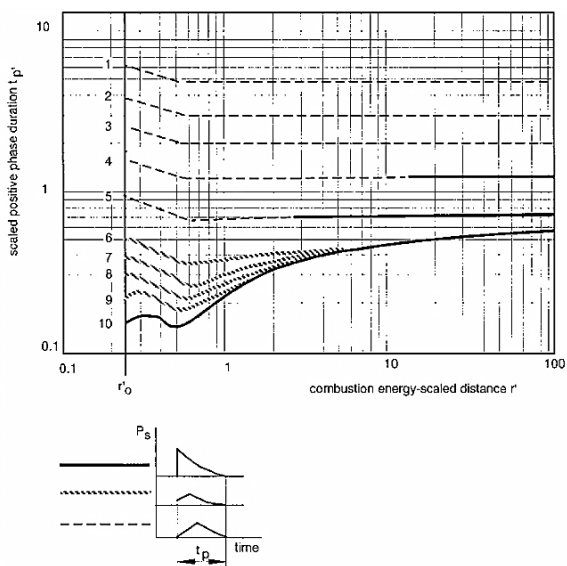 10
1
0.1
scaled positive phase duration t p'
1
2
3
4
5
6
7
8
9
10
0.1
r'o
1
10
100
combustion energy-scaled distance r'
Ps
tp
time